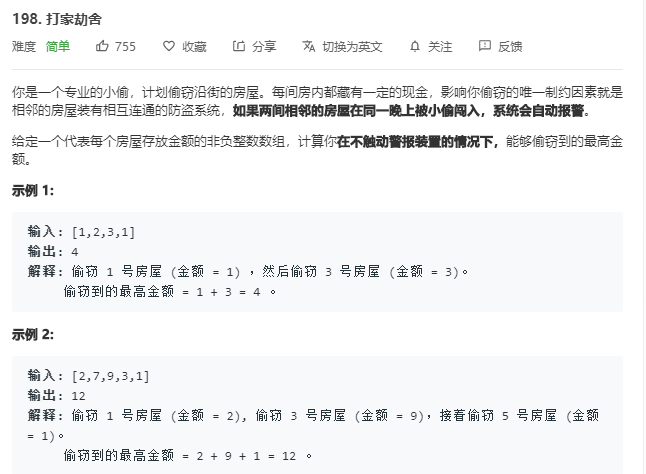 198. 打家劫舍
难度 简单 755 收藏 分享 切换为英文 关注 反馈
你是一个专业的小偷，计划偷窃沿街的房屋。每间房内都藏有一定的现金，影响你偷窃的唯一制约因素就是
相邻的房屋装有相互连通的防盗系统，如果两间相邻的房屋在同一晚上被小偷闯入，系统会自动报警。
给定一个代表每个房屋存放金额的非负整数数组，计算你在不触动警报装置的情况下，能够偷窃到的最高金
额。
示例 1:
输入: [1,2,3,1]
输出: 4
解释: 偷窃 1 号房屋 (金额 = 1) ，然后偷窃 3 号房屋 (金额 = 3)。
偷窃到的最高金额 = 1 + 3 = 4 。
示例 2:
输入: [2,7,9,3,1]
输出: 12
解释: 偷窃 1 号房屋 (金额 = 2), 偷窃 3 号房屋 (金额 = 9)，接着偷窃 5 号房屋 (金额
= 1)。
偷窃到的最高金额 = 2 + 9 + 1 = 12 。